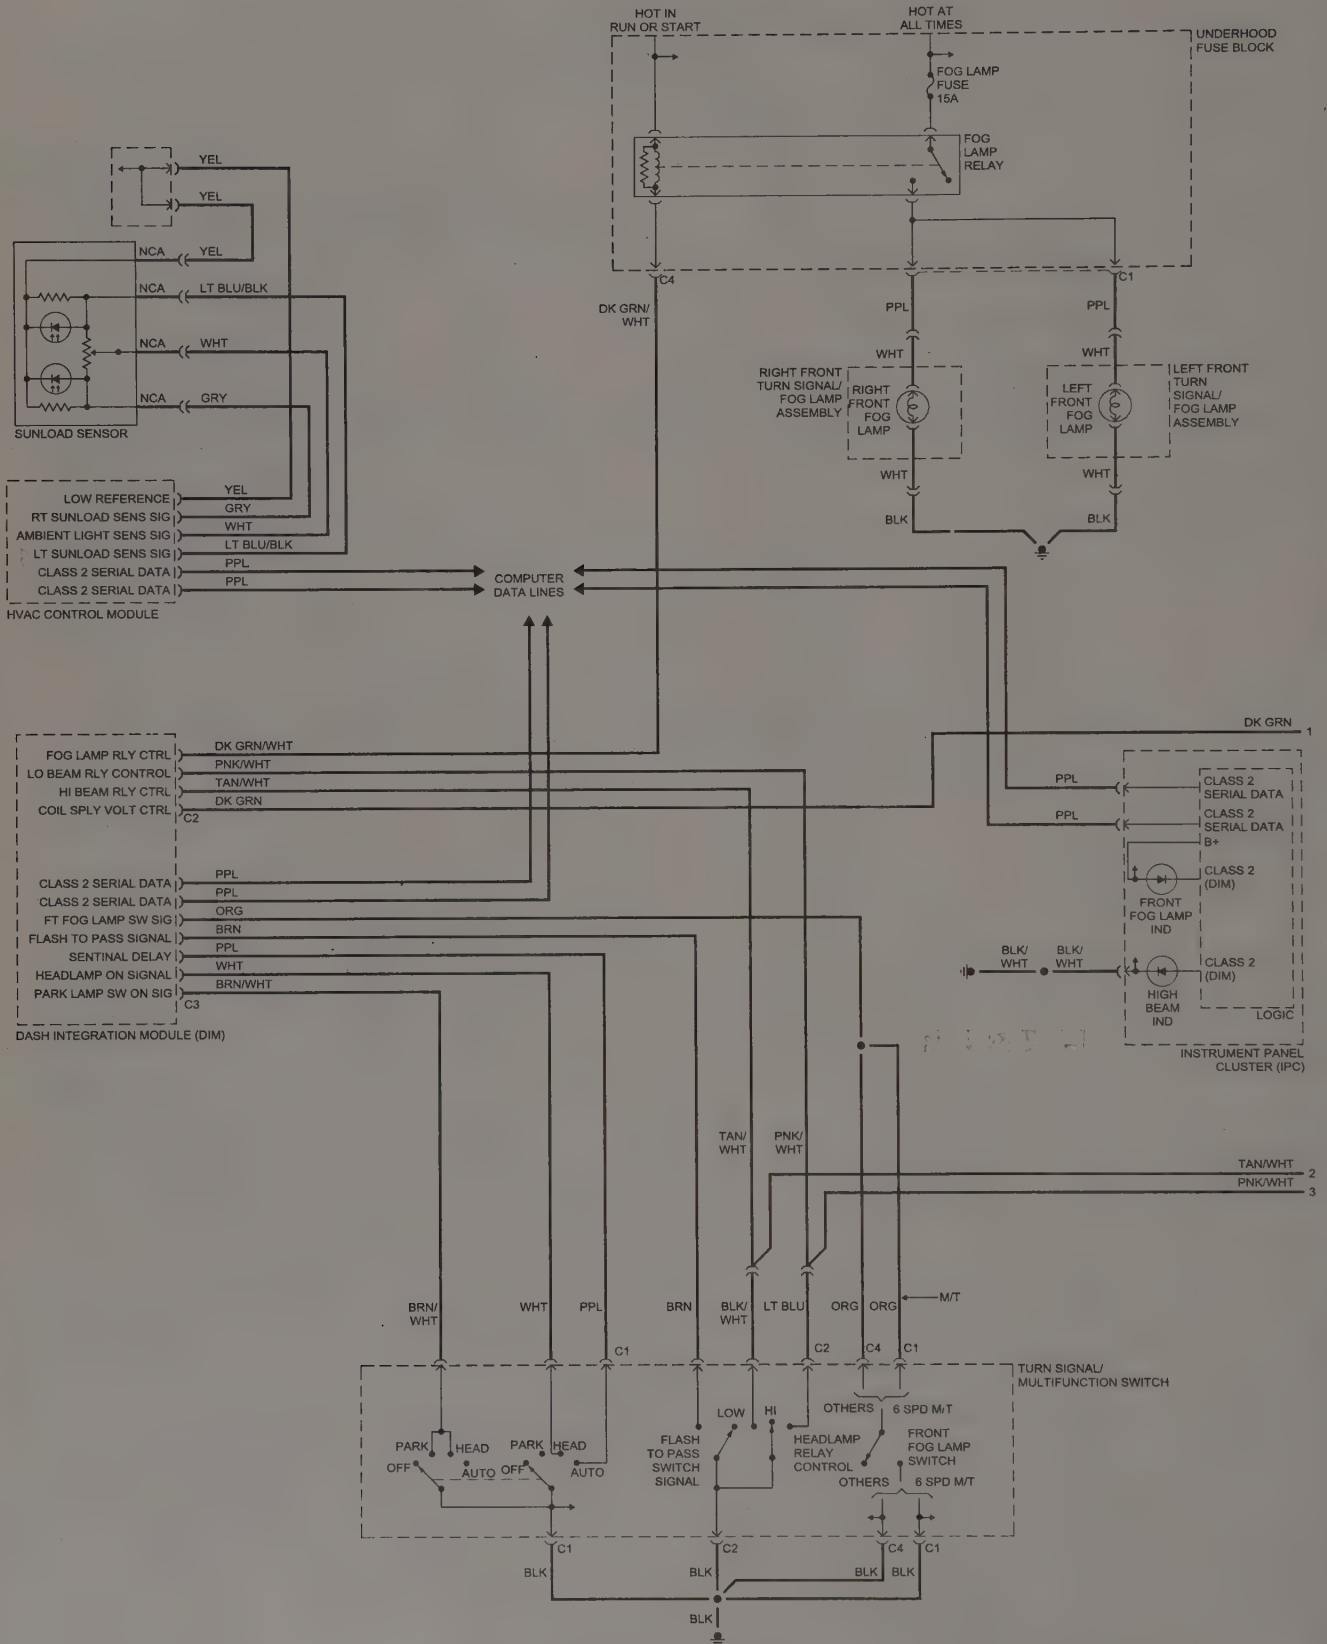 HOT IN
RUN OR START
HOT AT
ALL TIMES
UNDERHOOD
FUSE BLOCK
FOG LAMP
FUSE
15A
FOG
LAMP
RELAY
YEL
YEL
NCA YEL
NCA LT BLU/BLK
NCA WHT
NCA GRY
SUNLOAD SENSOR
C4
C1
DK GRN/
WHT
PPL
PPL
WHT
WHT
RIGHT FRONT
TURN SIGNAL/
FOG LAMP
ASSEMBLY
RIGHT
FRONT
FOG
LAMP
LEFT
FRONT
FOG
LAMP
LEFT FRONT
TURN
SIGNAL/
FOG LAMP
ASSEMBLY
WHT
WHT
BLK
BLK
LOW REFERENCE YEL
RT SUNLOAD SENS SIG GRY
AMBIENT LIGHT SENS SIG WHT
LT SUNLOAD SENS SIG LT BLU/BLK
CLASS 2 SERIAL DATA PPL
CLASS 2 SERIAL DATA PPL
HVAC CONTROL MODULE
COMPUTER
DATA LINES
DK GRN 1
FOG LAMP RLY CTRL DK GRN/WHT
LO BEAM RLY CONTROL PNK/WHT
HI BEAM RLY CTRL TAN/WHT
COIL SPLY VOLT CTRL DK GRN
C2
CLASS 2 SERIAL DATA PPL
CLASS 2 SERIAL DATA PPL
FT FOG LAMP SW SIG ORG
FLASH TO PASS SIGNAL BRN
SENTINAL DELAY PPL
HEADLAMP ON SIGNAL WHT
PARK LAMP SW ON SIG BRN/WHT
C3
DASH INTEGRATION MODULE (DIM)
PPL
CLASS 2
SERIAL DATA
PPL
CLASS 2
SERIAL DATA
B+
CLASS 2
(DIM)
FRONT
FOG LAMP
IND
BLK/
WHT
BLK/
WHT
CLASS 2
(DIM)
HIGH
BEAM
IND
LOGIC
INSTRUMENT PANEL
CLUSTER (IPC)
TAN/
WHT
PNK/
WHT
TAN/WHT 2
PNK/WHT 3
BRN/
WHT
WHT
PPL
BRN
BLK/
WHT
LT BLU
ORG
ORG
M/T
C1
C2
C4
C1
TURN SIGNAL/
MULTIFUNCTION SWITCH
PARK
HEAD
OFF
AUTO
PARK
HEAD
OFF
AUTO
FLASH
TO PASS
SWITCH
SIGNAL
LOW
HI
HEADLAMP
RELAY
CONTROL
OTHERS
6 SPD M/T
FRONT
FOG LAMP
SWITCH
OTHERS
6 SPD M/T
C1
C2
C4
C1
BLK
BLK
BLK
BLK
BLK